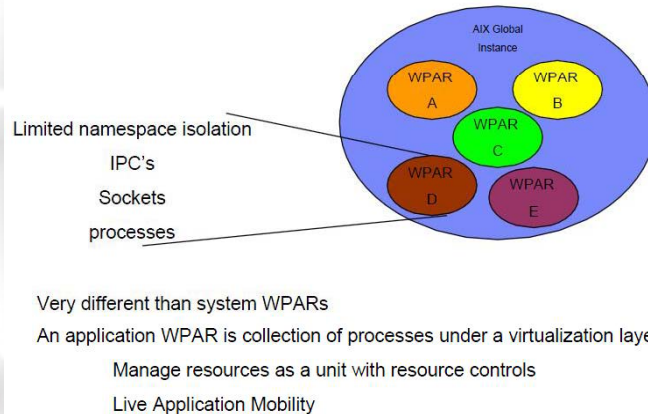 AIX Global
Instance
WPAR
A
WPAR
B
WPAR
C
WPAR
D
WPAR
E
Limited namespace isolation
IPC's
Sockets
processes
Very different than system WPARs
An application WPAR is collection of processes under a virtualization laye
Manage resources as a unit with resource controls
Live Application Mobility